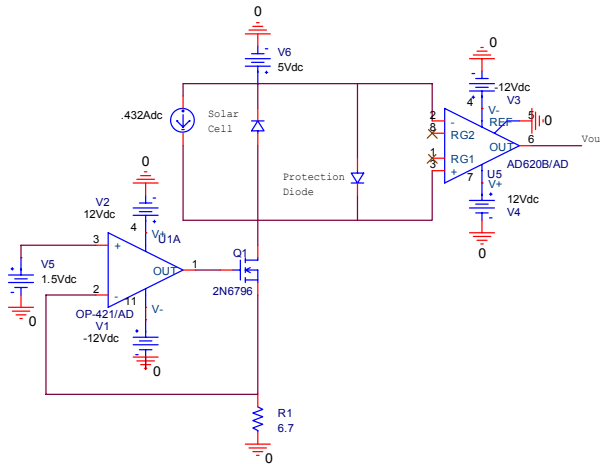 0
V6
5Vdc
.432Adc
Solar
Cell
Protection
Diode
0
-12Vdc
V3
4
V-
REF
5
0
2
8
RG2
OUT
6
Vou
1
RG1
AD620B/AD
3
+
-
7
U5
V+
12Vdc
V4
0
0
V2
12Vdc
4
U1A
V+
V5
1.5Vdc
3
+
OUT
1
Q1
2N6796
2
-
11
V-
OP-421/AD
V1
-12Vdc
0
0
R1
6.7
0